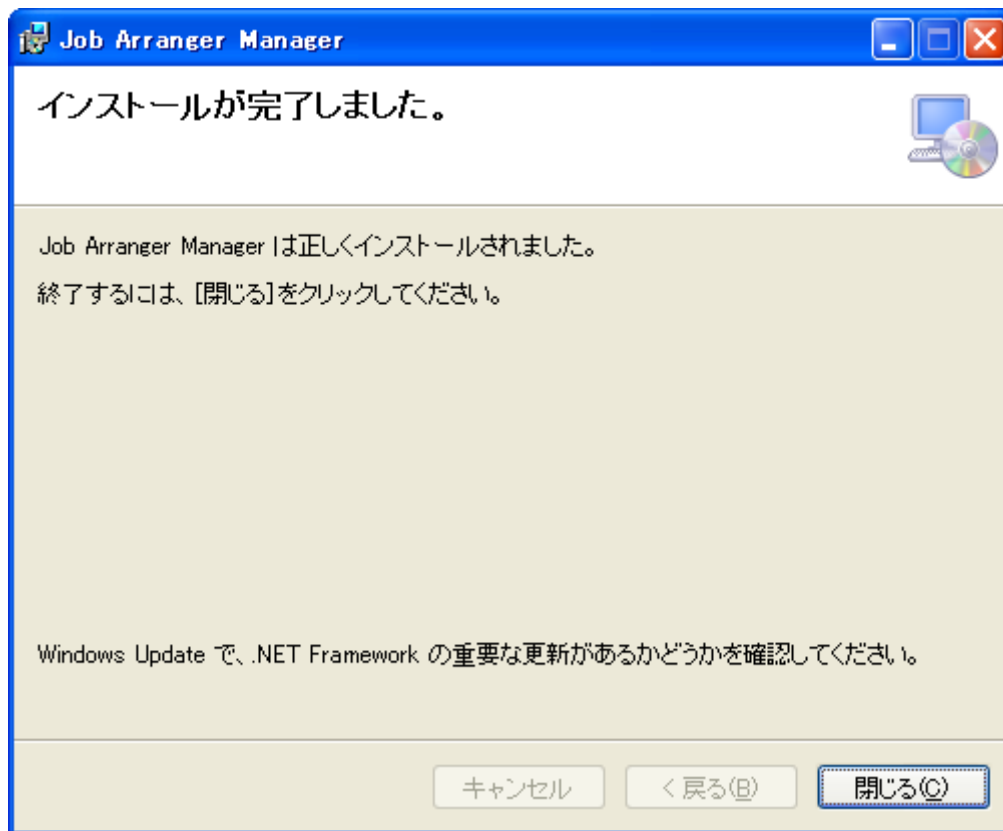 Job Arranger Manager
インストールが完了しました。
Job Arranger Manager は正しくインストールされました。
終了するには、[閉じる]をクリックしてください。
Windows Update で、.NET Framework の重要な更新があるかどうかを確認してください。
キャンセル
< 戻る(B)
閉じる(C)